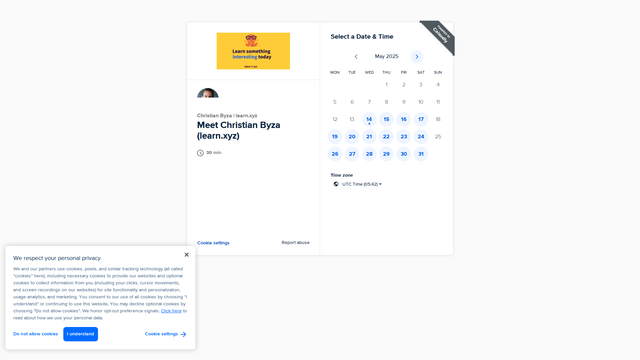 Learn something
interesting today
Christian Byza | learn.xyz
Meet Christian Byza
(learn.xyz)
30 min
Cookie settings
Report abuse
Select a Date & Time
POWERED BY
Calendly
May 2025
MON TUE WED THU FRI SAT SUN
1 2 3 4
5 6 7 8 9 10 11
12 13 14 15 16 17 18
19 20 21 22 23 24 25
26 27 28 29 30 31
Time zone
UTC Time (05:42)
We respect your personal privacy
We and our partners use cookies, pixels, and similar tracking technology (all called
"cookies" here), including necessary cookies to provide our websites and optional
cookies to collect information from you (including your clicks, cursor movements,
and screen recordings on our websites) for site functionality and personalization,
usage analytics, and marketing. You consent to our use of all cookies by choosing "I
understand" or continuing to use this website. You may decline optional cookies by
choosing "Do not allow cookies". We honor opt-out preference signals. Click here to
read about how we use your personal data.
Do not allow cookies
I understand
Cookie settings